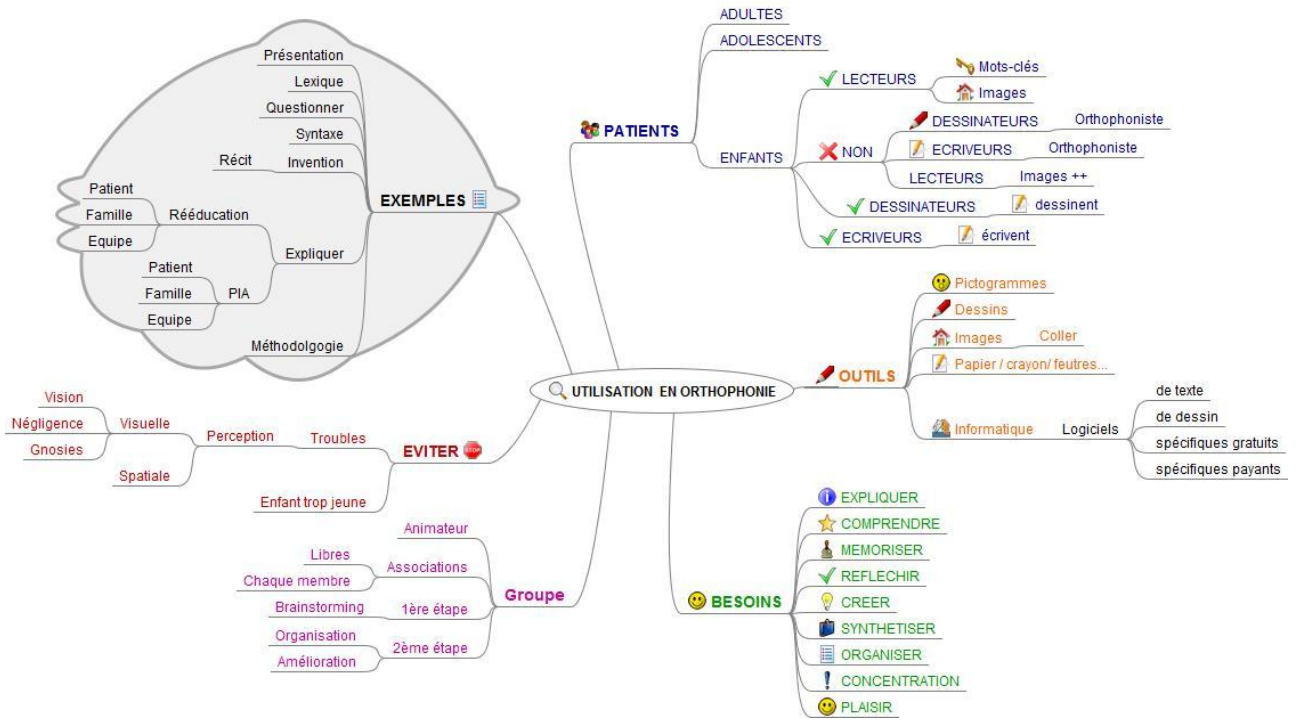 UTILISATION EN ORTHOPHONIE
PATIENTS
ADULTES
ADOLESCENTS
ENFANTS
LECTEURS
Mots-clés
Images
NON
DESSINATEURS
Orthophoniste
ECRIVEURS
Orthophoniste
LECTEURS
Images ++
DESSINATEURS
dessinent
ECRIVEURS
écrivent
OUTILS
Pictogrammes
Dessins
Images
Coller
Papier / crayon/ feutres...
Informatique
Logiciels
de texte
de dessin
spécifiques gratuits
spécifiques payants
BESOINS
EXPLIQUER
COMPRENDRE
MEMORISER
REFLECHIR
CREER
SYNTHETISER
ORGANISER
CONCENTRATION
PLAISIR
EXEMPLES
Présentation
Lexique
Questionner
Syntaxe
Invention
Récit
Expliquer
Rééducation
Patient
Famille
Equipe
PIA
Patient
Famille
Equipe
Méthodolgogie
EVITER
STOP
Troubles
Perception
Visuelle
Vision
Négligence
Gnosies
Spatiale
Enfant trop jeune
Groupe
Animateur
Associations
Libres
Chaque membre
1ère étape
Brainstorming
2ème étape
Organisation
Amélioration